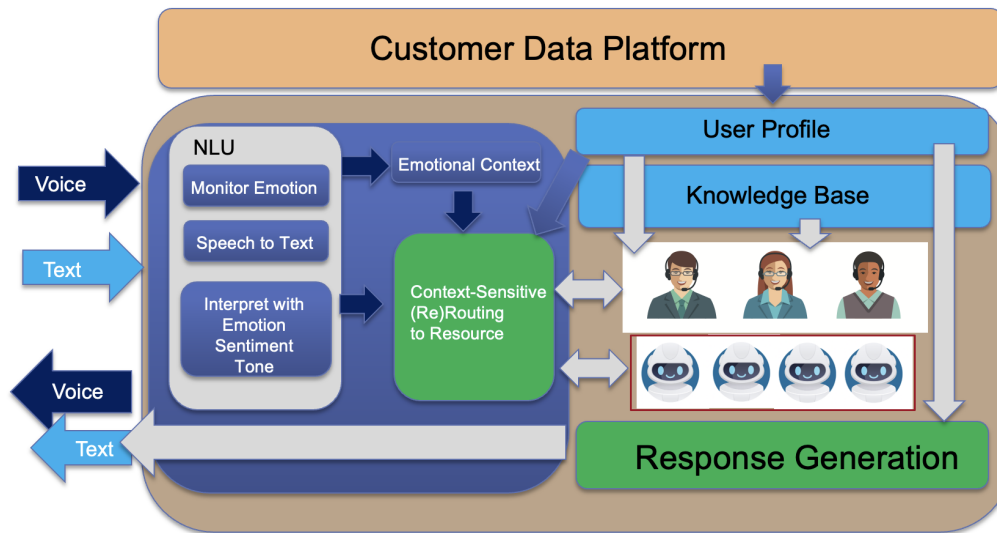 Customer Data Platform
User Profile
NLU
Emotional Context
Monitor Emotion
Voice
Knowledge Base
Speech to Text
Text
Context-Sensitive
(Re)Routing
to Resource
Interpret with
Emotion
Sentiment
Tone
Voice
Text
Response Generation